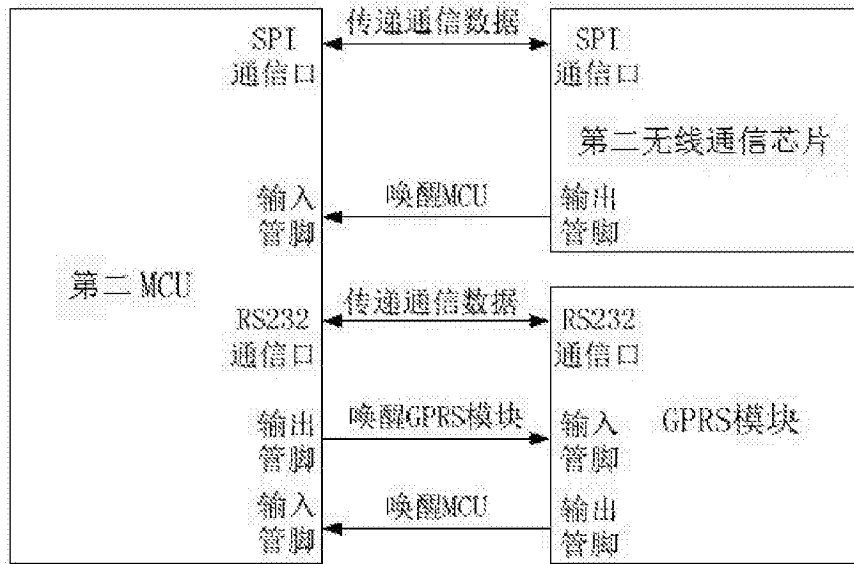 传递通信数据
SPI
通信口
SPI
通信口
第二无线通信芯片
唤醒MCU
输入
管脚
输出
管脚
第二MCU
传递通信数据
RS232
通信口
RS232
通信口
唤醒GPRS模块
输出
管脚
输入
管脚
GPRS模块
唤醒MCU
输入
管脚
输出
管脚